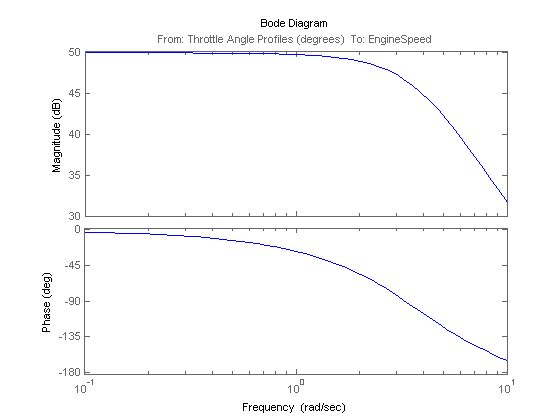 Bode Diagram
From: Throttle Angle Profiles (degrees) To: EngineSpeed
Magnitude (dB)
50
45
40
35
30
Phase (deg)
0
-45
-90
-135
-180
10^-1
10^0
10^1
Frequency (rad/sec)